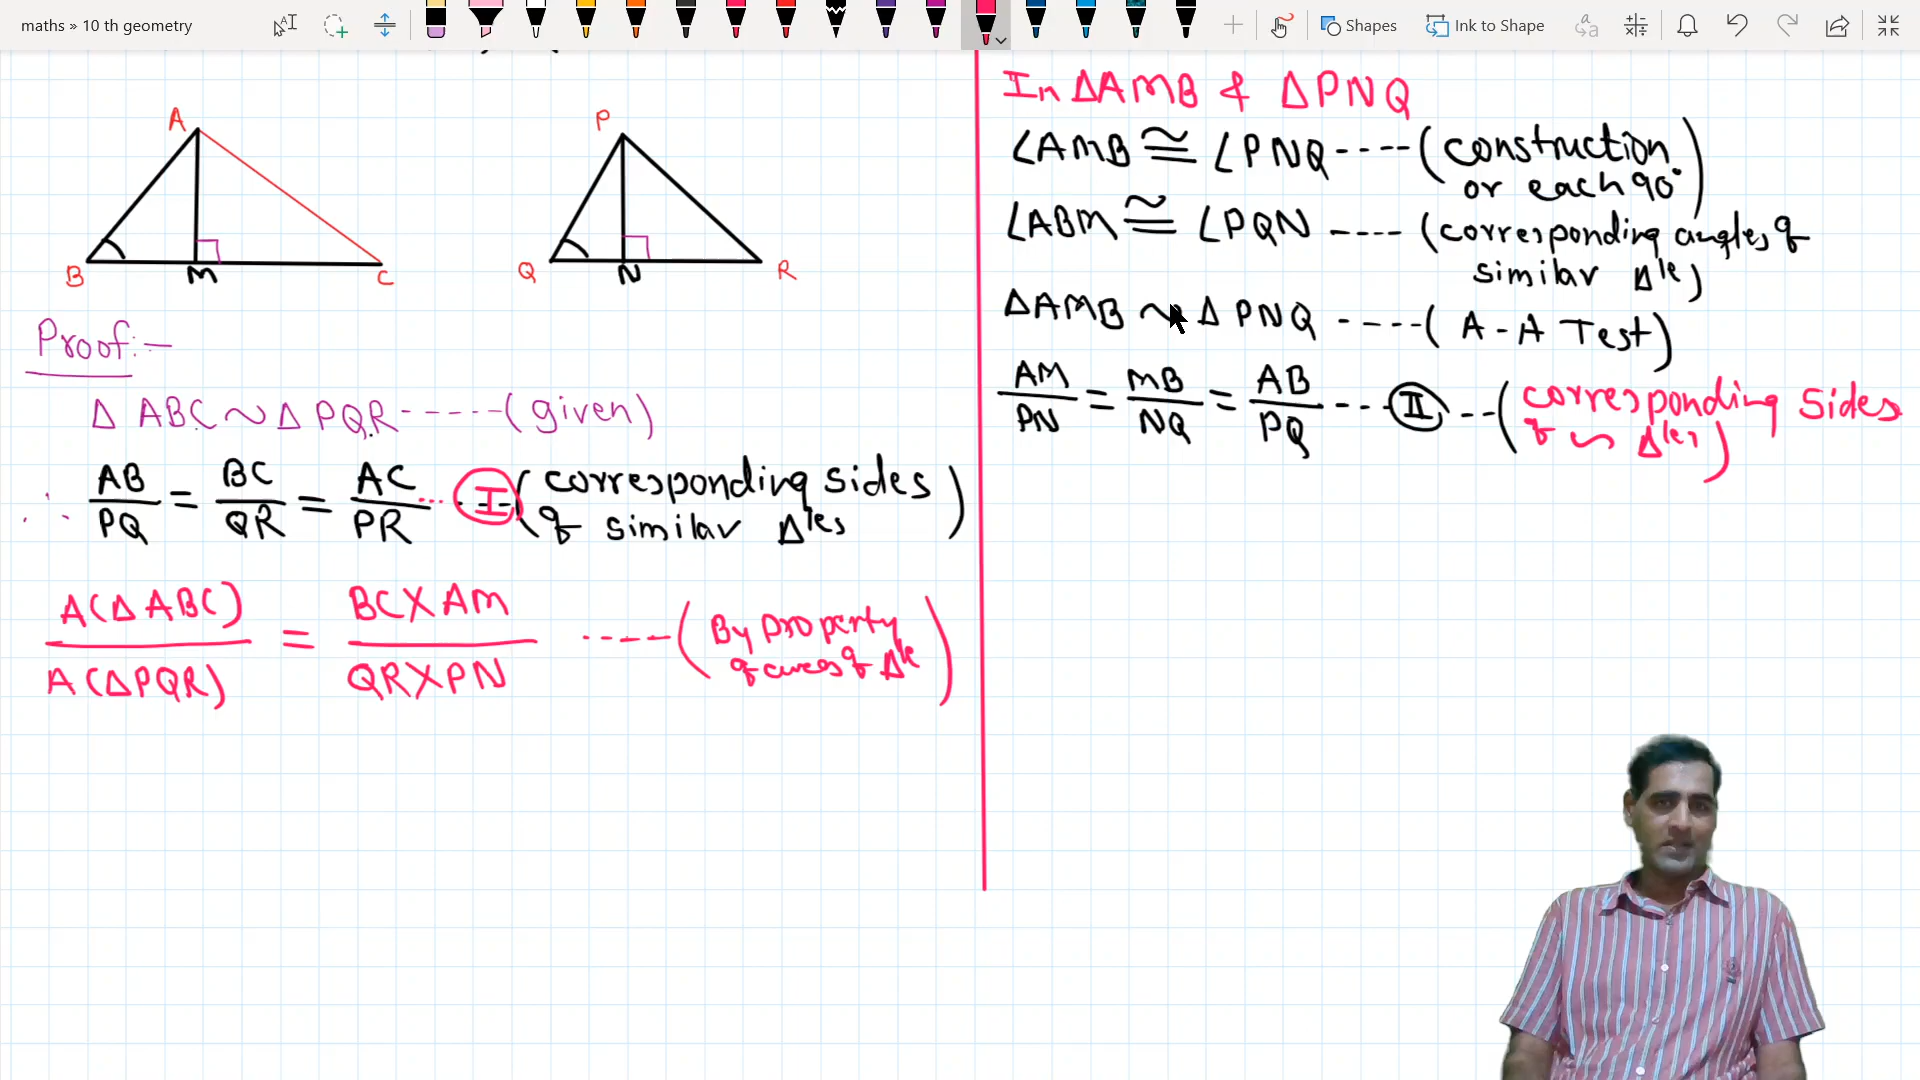 maths » 10 th geometry
Shapes
Ink to Shape
A
B
M
C
P
Q
N
R
Proof:-
Δ ABC ~ Δ PQR ------(given)
∴ AB/PQ = BC/QR = AC/PR ... I (corresponding sides
of similar Δles)
A(Δ ABC)/A(ΔPQR) = BC X AM/QR X PN -----(By property
of areas of Δle)
In ΔAMB & ΔPNQ
∠AMB ≅ ∠PNQ ----(construction
or each 90°)
∠ABM ≅ ∠PQN ----(corresponding angles of
similar Δle)
ΔAMB ~ Δ PNQ ----( A-A Test)
AM/PN = MB/NQ = AB/PQ --- II --(corresponding Sides
of ~ Δles)